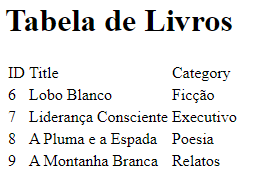 Tabela de Livros
ID Title Category
6 Lobo Blanco Ficção
7 Liderança Consciente Executivo
8 A Pluma e a Espada Poesia
9 A Montanha Branca Relatos